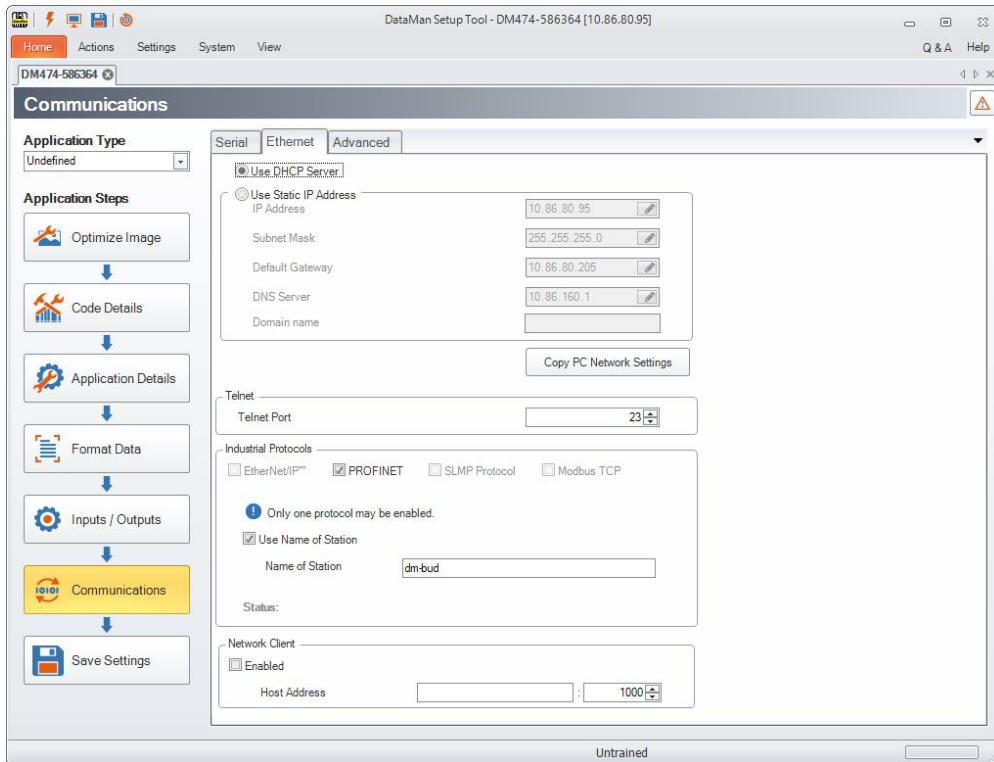 DataMan Setup Tool - DM474-586364 [10.86.80.95]
Home Actions Settings System View Q & A Help
DM474-586364
Communications
Application Type
Undefined
Application Steps
Optimize Image
Code Details
Application Details
Format Data
Inputs / Outputs
Communications
Save Settings
Serial Ethernet Advanced
Use DHCP Server
Use Static IP Address
IP Address 10.86.80.95
Subnet Mask 255.255.255.0
Default Gateway 10.86.80.205
DNS Server 10.86.160.1
Domain name
Copy PC Network Settings
Telnet
Telnet Port 23
Industrial Protocols
EtherNet/IP™ PROFINET SLMP Protocol Modbus TCP
Only one protocol may be enabled.
Use Name of Station
Name of Station dm-bud
Status:
Network Client
Enabled
Host Address : 1000
Untrained